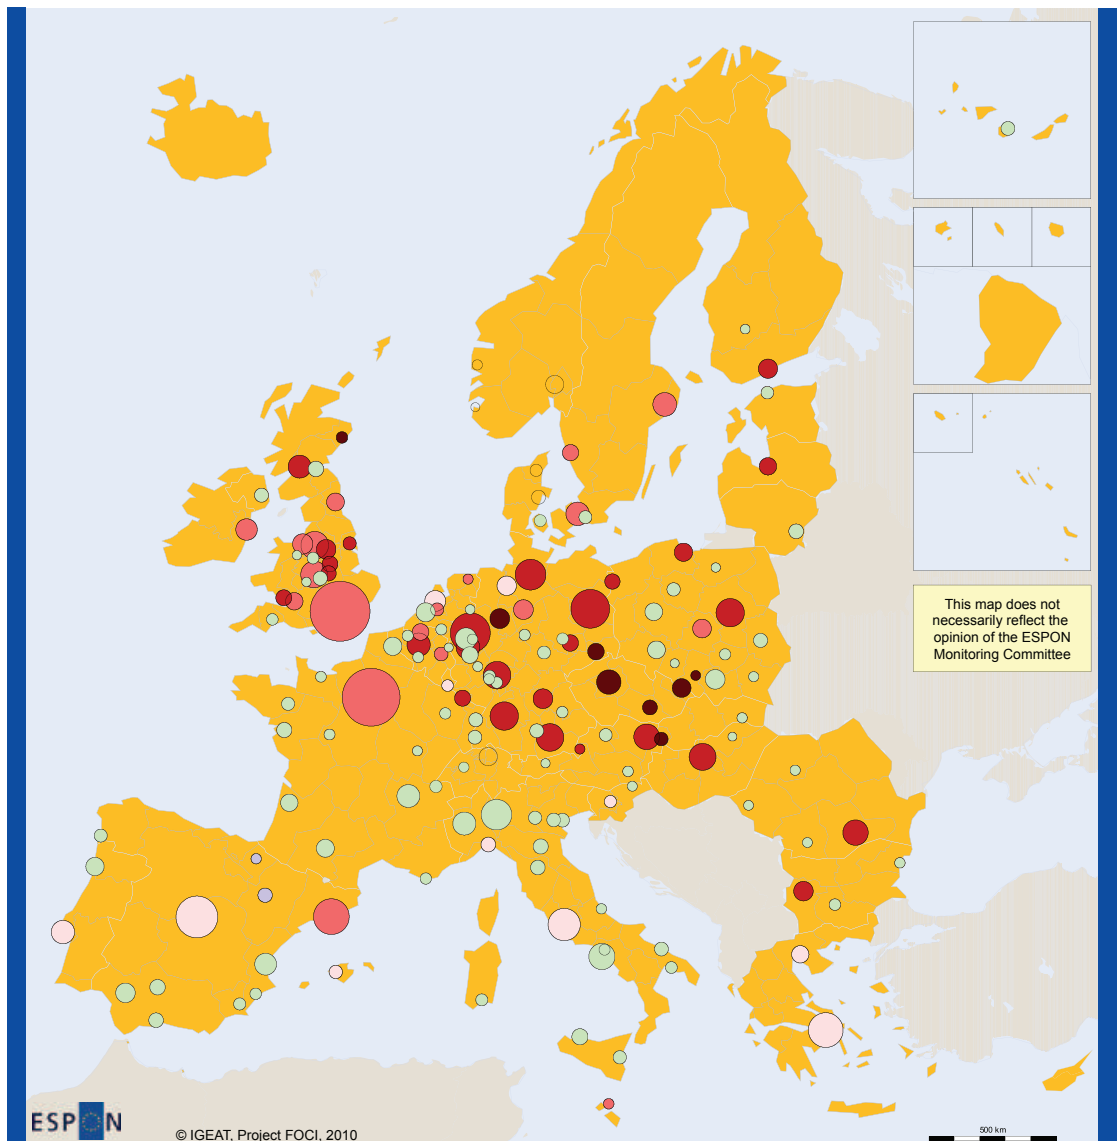 This map does not
necessarily reflect the
opinion of the ESPON
Monitoring Committee
ESPON
© IGEAT, Project FOCI, 2010
500 km